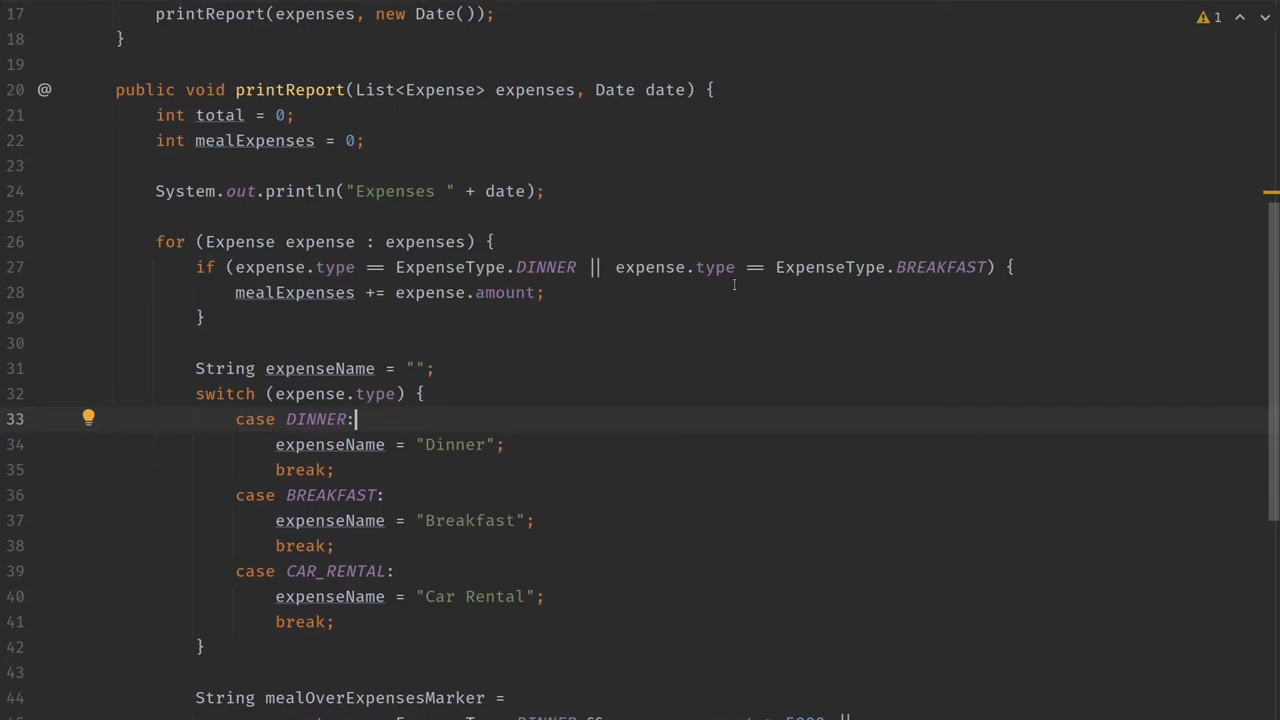 1
17 printReport(expenses, new Date());
18 }
19
20 @ public void printReport(List<Expense> expenses, Date date) {
21 int total = 0;
22 int mealExpenses = 0;
23
24 System.out.println("Expenses " + date);
25
26 for (Expense expense : expenses) {
27 if (expense.type == ExpenseType.DINNER || expense.type == ExpenseType.BREAKFAST) {
28 mealExpenses += expense.amount;
29 }
30
31 String expenseName = "";
32 switch (expense.type) {
33 case DINNER:
34 expenseName = "Dinner";
35 break;
36 case BREAKFAST:
37 expenseName = "Breakfast";
38 break;
39 case CAR_RENTAL:
40 expenseName = "Car Rental";
41 break;
42 }
43
44 String mealOverExpensesMarker =